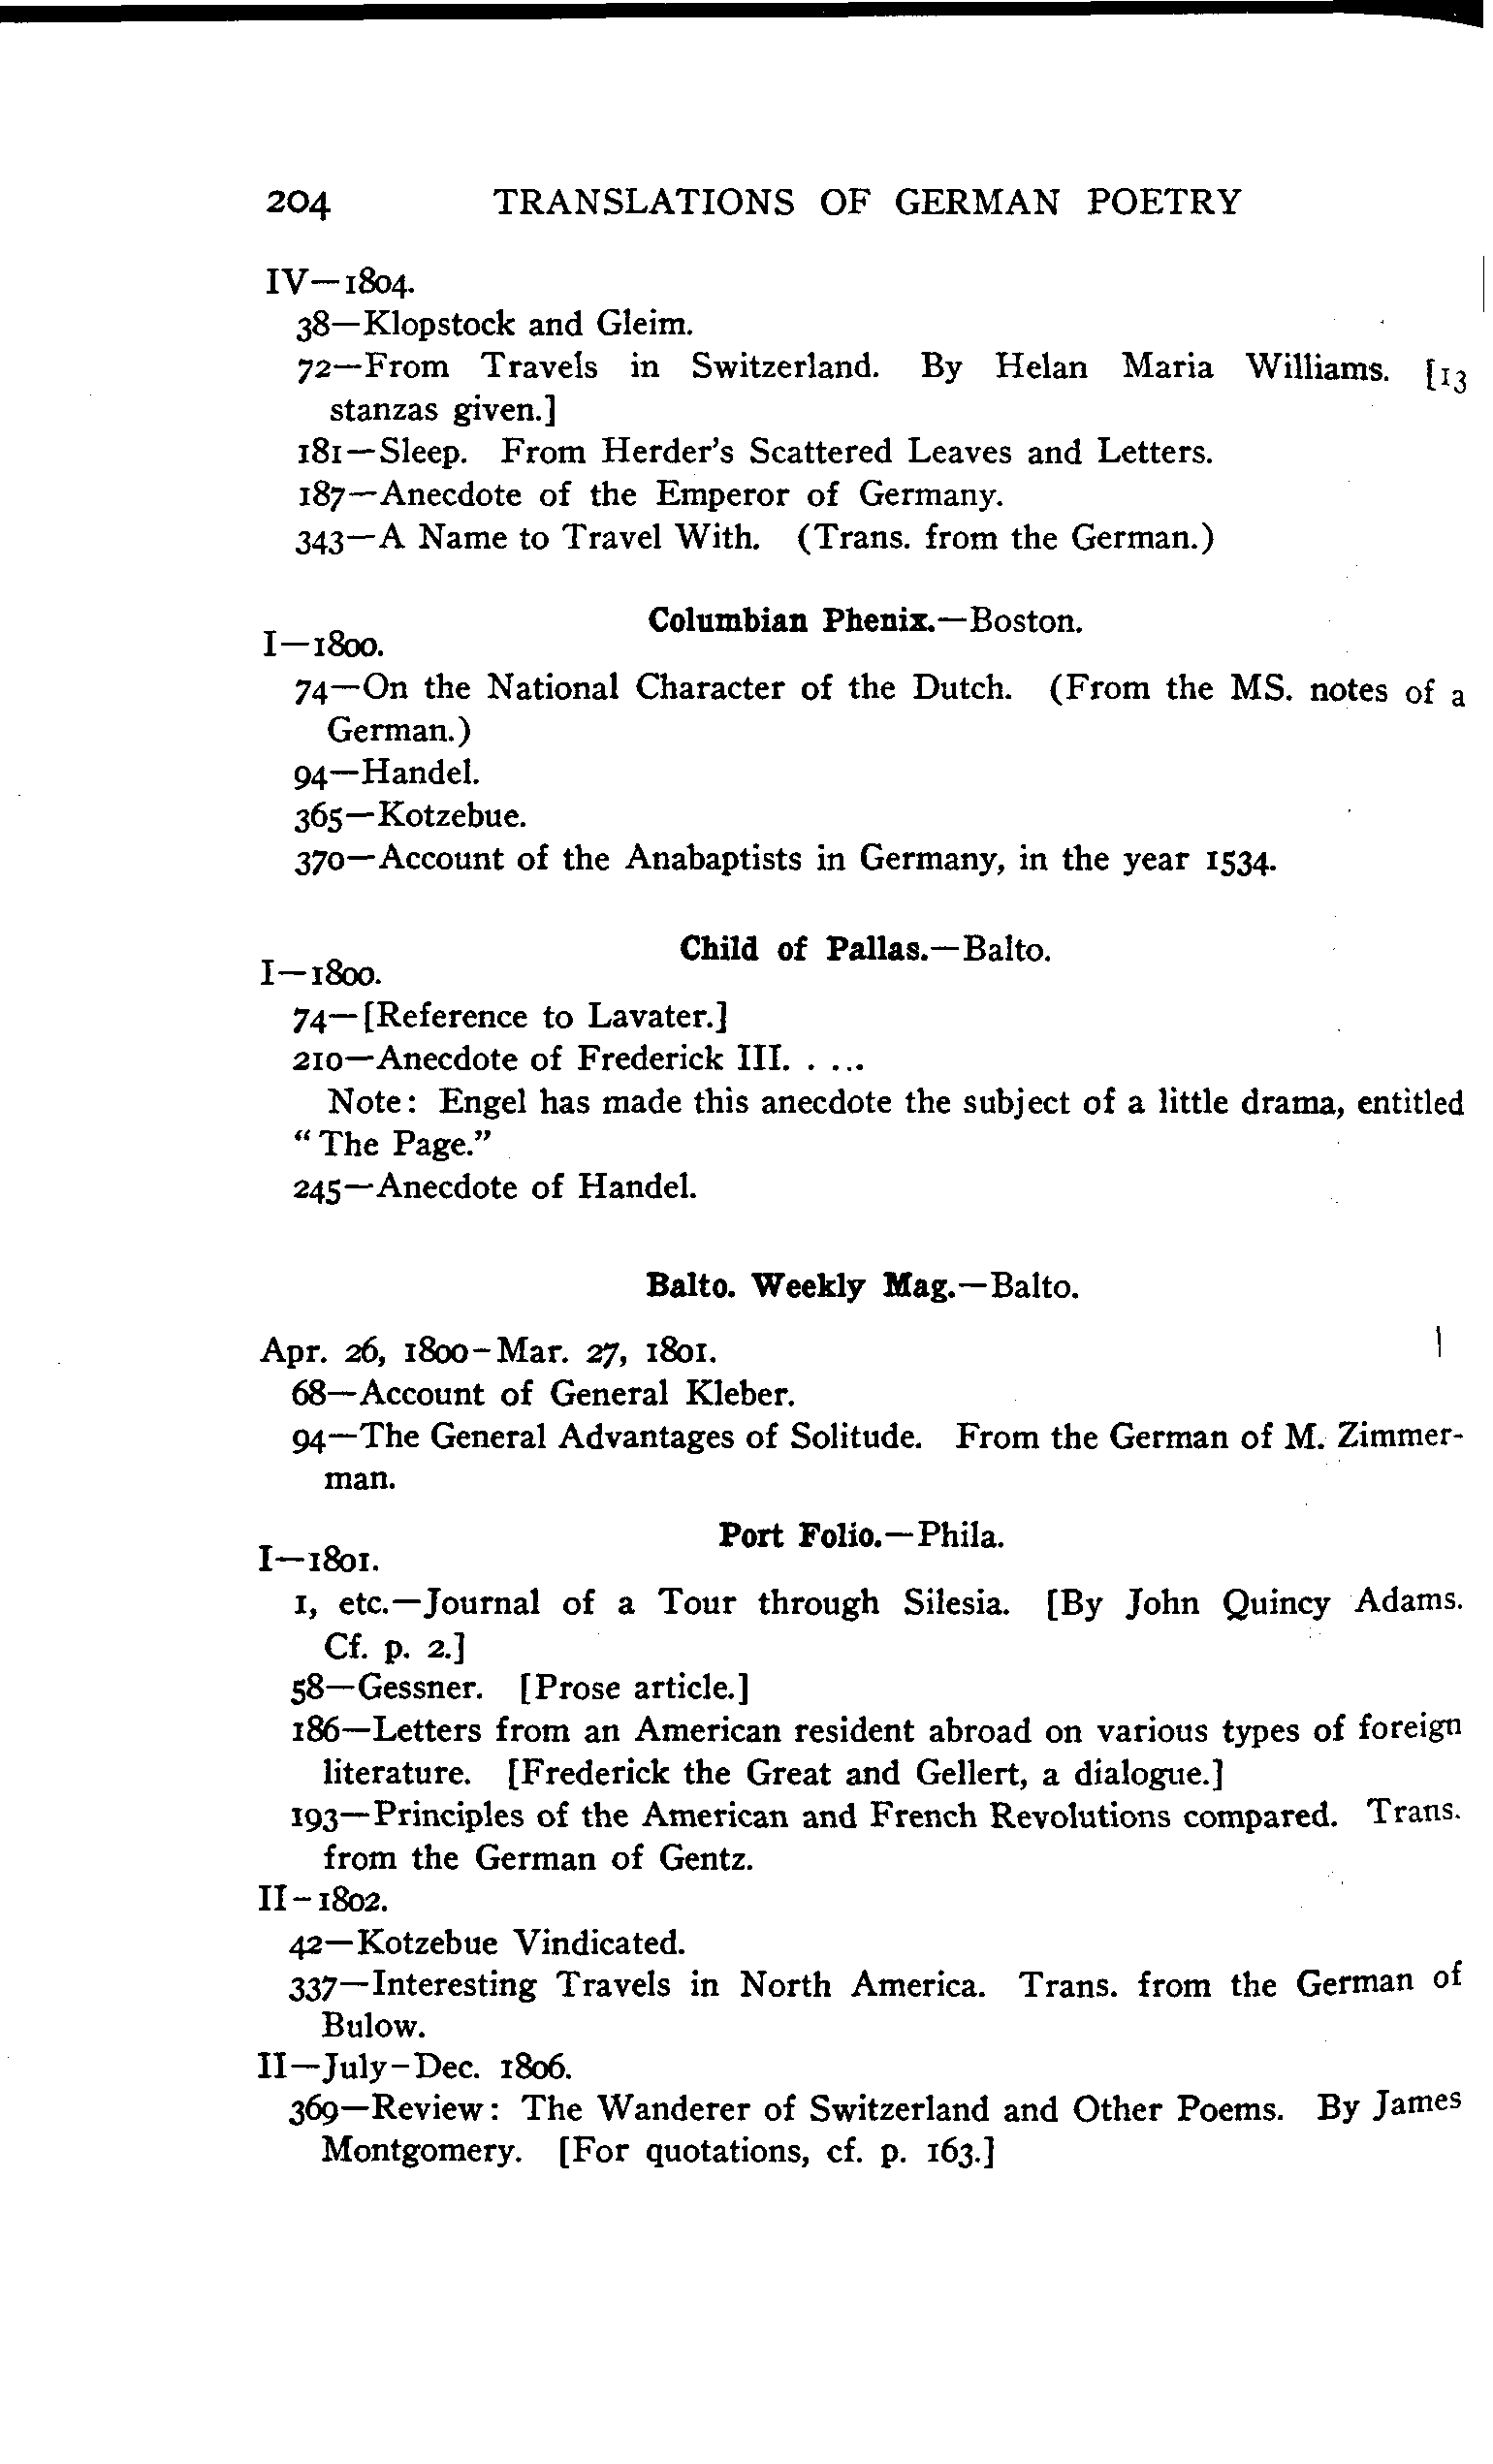 204 TRANSLATIONS OF GERMAN POETRY
IV—1804.
38—Klopstock and Gleim.
72—From Travels in Switzerland. By Helan Maria Williams. [13
stanzas given.]
181—Sleep. From Herder's Scattered Leaves and Letters.
187—Anecdote of the Emperor of Germany.
343—A Name to Travel With. (Trans. from the German.)
Columbian Phenix.—Boston.
I—1800.
74—On the National Character of the Dutch. (From the MS. notes of a
German.)
94—Handel.
365—Kotzebue.
370—Account of the Anabaptists in Germany, in the year 1534.
Child of Pallas.—Balto.
I—1800.
74—[Reference to Lavater.]
210—Anecdote of Frederick III. . ...
Note: Engel has made this anecdote the subject of a little drama, entitled
"The Page."
245—Anecdote of Handel.
Balto. Weekly Mag.—Balto.
Apr. 26, 1800-Mar. 27, 1801.
68—Account of General Kleber.
94—The General Advantages of Solitude. From the German of M. Zimmer-
man.
Port Folio.—Phila.
I—1801.
1, etc.—Journal of a Tour through Silesia. [By John Quincy Adams.
Cf. p. 2.]
58—Gessner. [Prose article.]
186—Letters from an American resident abroad on various types of foreign
literature. [Frederick the Great and Gellert, a dialogue.]
193—Principles of the American and French Revolutions compared. Trans.
from the German of Gentz.
II-1802.
42—Kotzebue Vindicated.
337—Interesting Travels in North America. Trans. from the German of
Bulow.
II—July-Dec. 1806.
369—Review: The Wanderer of Switzerland and Other Poems. By James
Montgomery. [For quotations, cf. p. 163.]